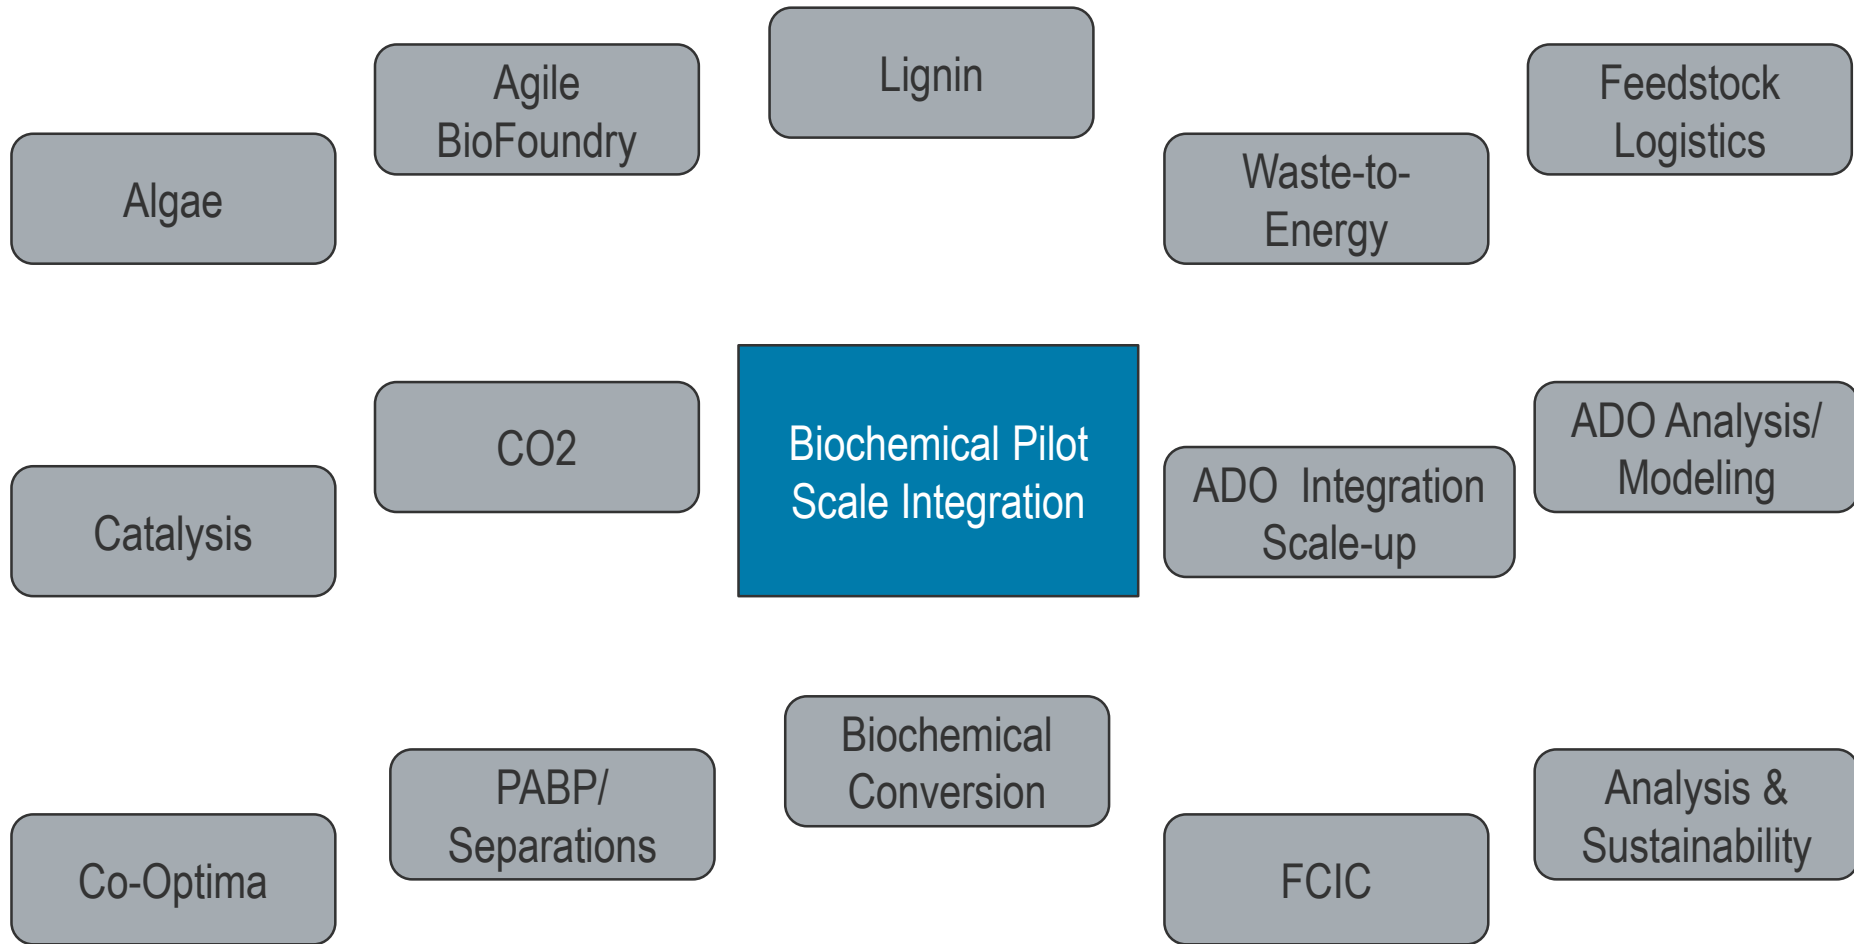 Lignin
Agile
BioFoundry
Feedstock
Logistics
Algae
Waste-to-
Energy
CO2
Biochemical Pilot
Scale Integration
ADO Analysis/
Modeling
Catalysis
ADO  Integration
Scale-up
Biochemical
Conversion
PABP/
Separations
Analysis &
Sustainability
Co-Optima
FCIC